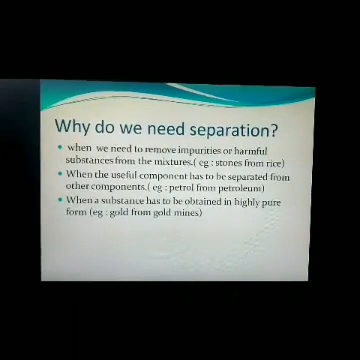 Why do we need separation?
• when we need to remove impurities or harmful
substances from the mixtures.( eg : stones from rice)
• When the useful component has to be separated from
other components.( eg : petrol from petroleum)
• When a substance has to be obtained in highly pure
form (eg : gold from gold mines)